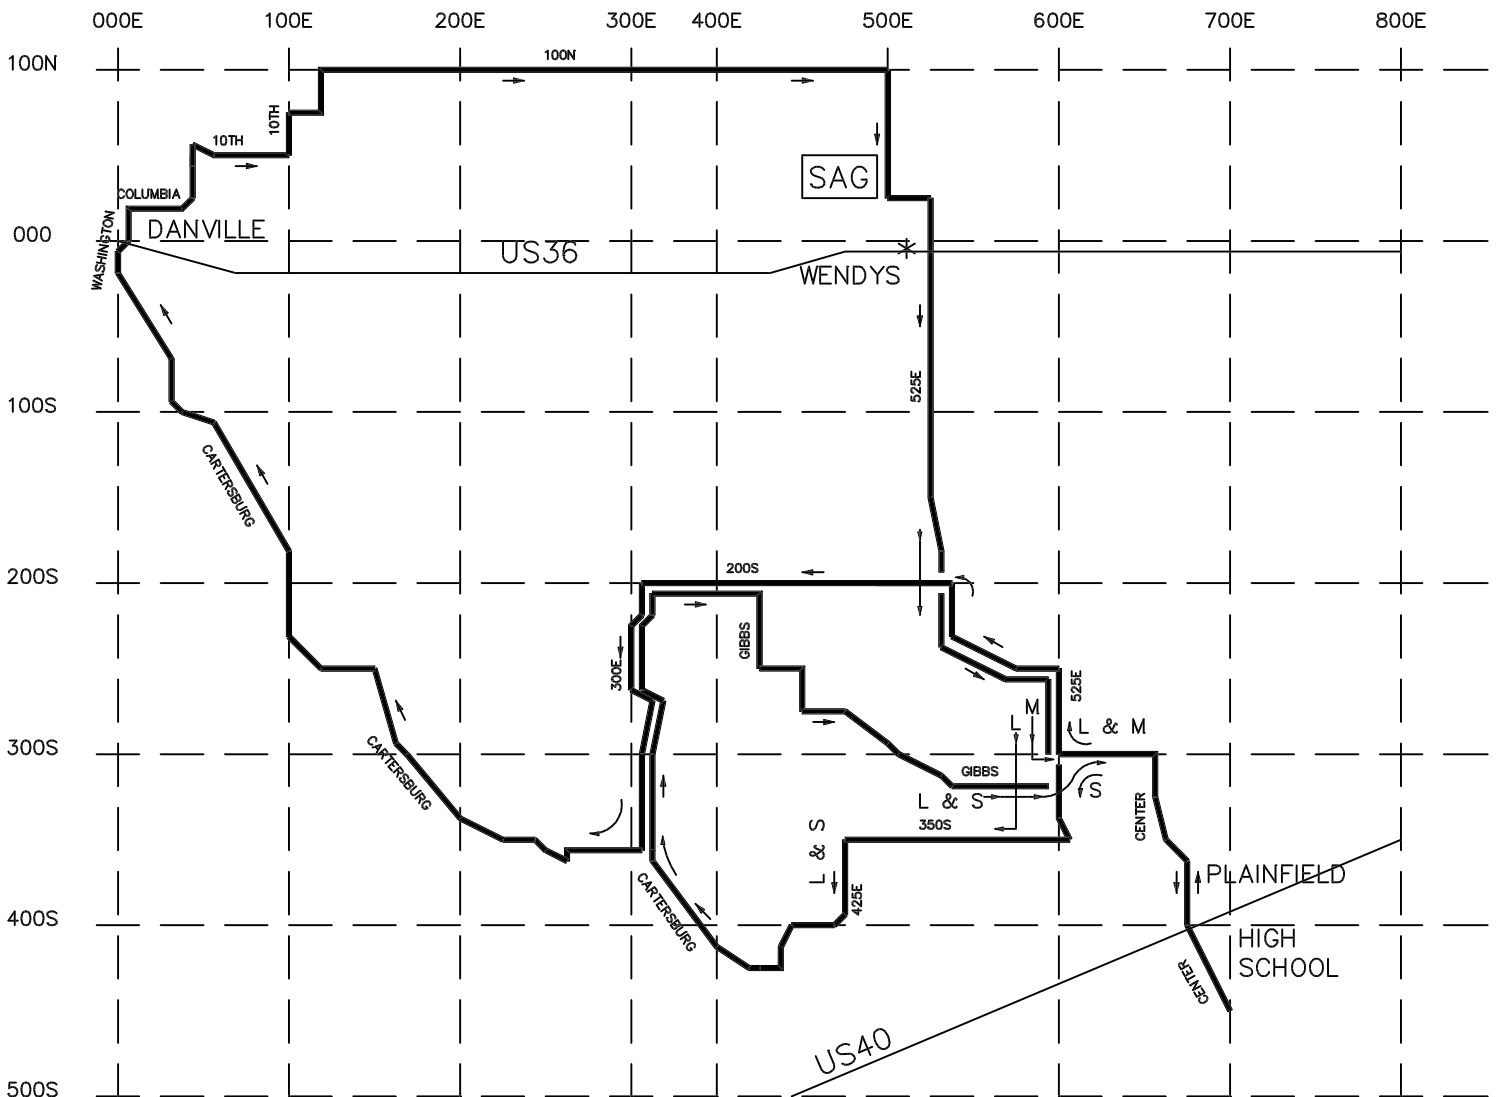 000E 100E 200E 300E 400E 500E 600E 700E 800E
100N
100N
10TH
10TH
SAG
COLUMBIA
WASHINGTON
DANVILLE
000
US36
WENDYS
525E
100S
CARTERSBURG
200S
200S
GIBBS
300E
525E
M
L
L & M
300S
CARTERSBURG
GIBBS
L & S
S
350S
L & S
CENTER
425E
PLAINFIELD
CARTERSBURG
400S
HIGH
SCHOOL
CENTER
US40
500S